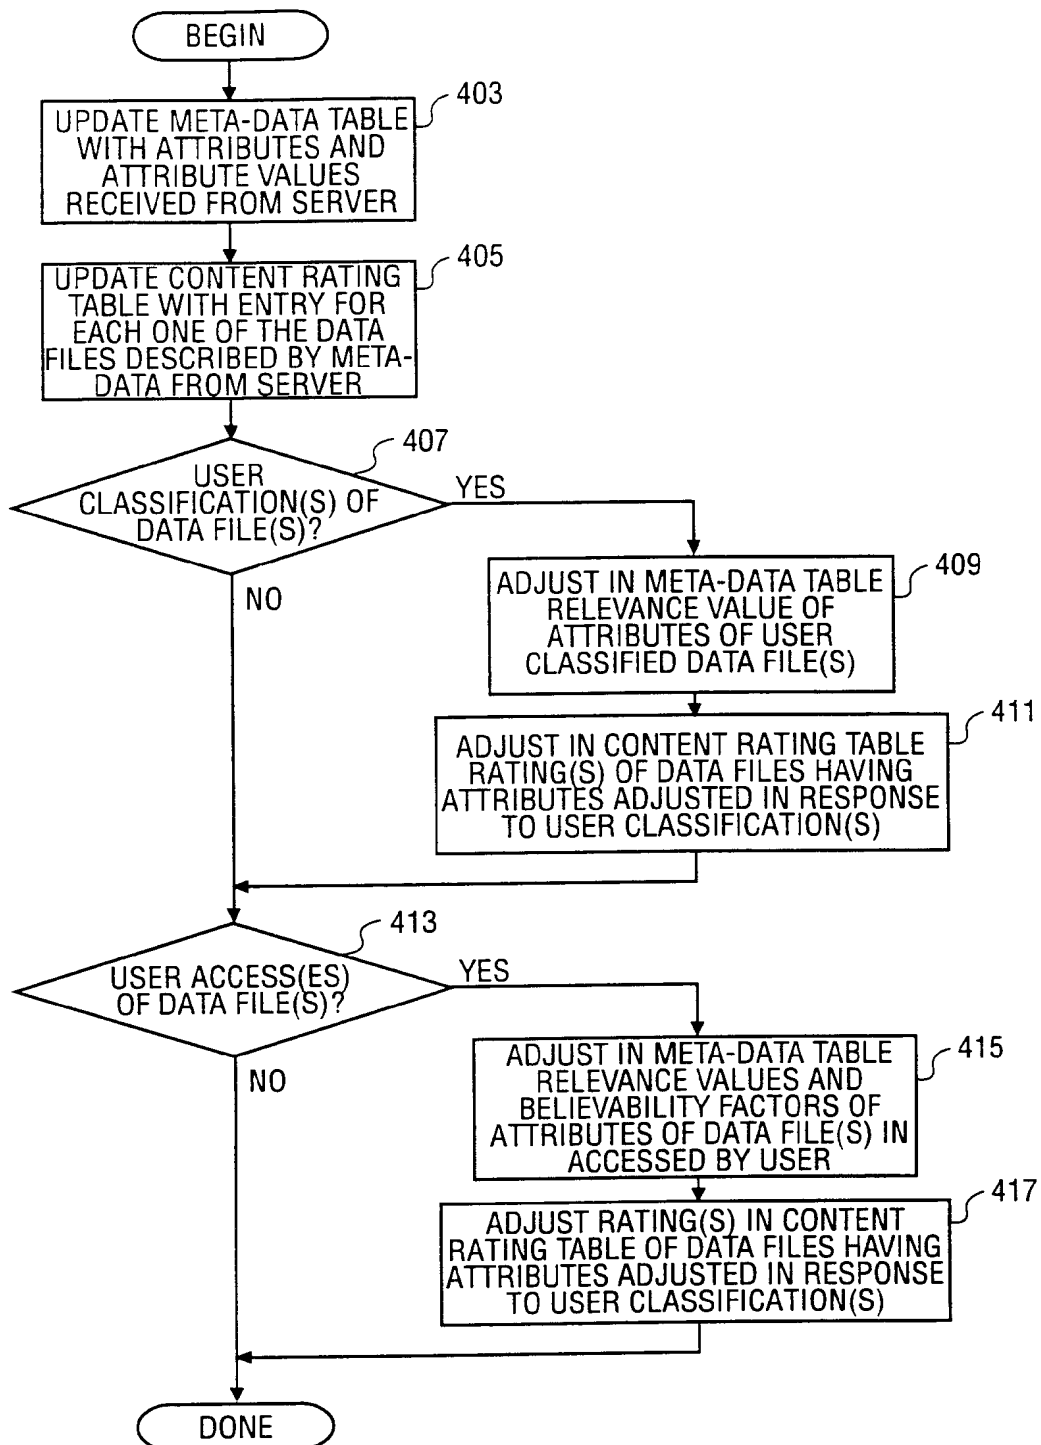 BEGIN
403
UPDATE META-DATA TABLE
WITH ATTRIBUTES AND
ATTRIBUTE VALUES
RECEIVED FROM SERVER
405
UPDATE CONTENT RATING
TABLE WITH ENTRY FOR
EACH ONE OF THE DATA
FILES DESCRIBED BY META-
DATA FROM SERVER
407
USER
CLASSIFICATION(S) OF
DATA FILE(S)?
YES
NO
409
ADJUST IN META-DATA TABLE
RELEVANCE VALUE OF
ATTRIBUTES OF USER
CLASSIFIED DATA FILE(S)
411
ADJUST IN CONTENT RATING TABLE
RATING(S) OF DATA FILES HAVING
ATTRIBUTES ADJUSTED IN RESPONSE
TO USER CLASSIFICATION(S)
413
USER ACCESS(ES)
OF DATA FILE(S)?
YES
NO
415
ADJUST IN META-DATA TABLE
RELEVANCE VALUES AND
BELIEVABILITY FACTORS OF
ATTRIBUTES OF DATA FILE(S) IN
ACCESSED BY USER
417
ADJUST RATING(S) IN CONTENT
RATING TABLE OF DATA FILES HAVING
ATTRIBUTES ADJUSTED IN RESPONSE
TO USER CLASSIFICATION(S)
DONE